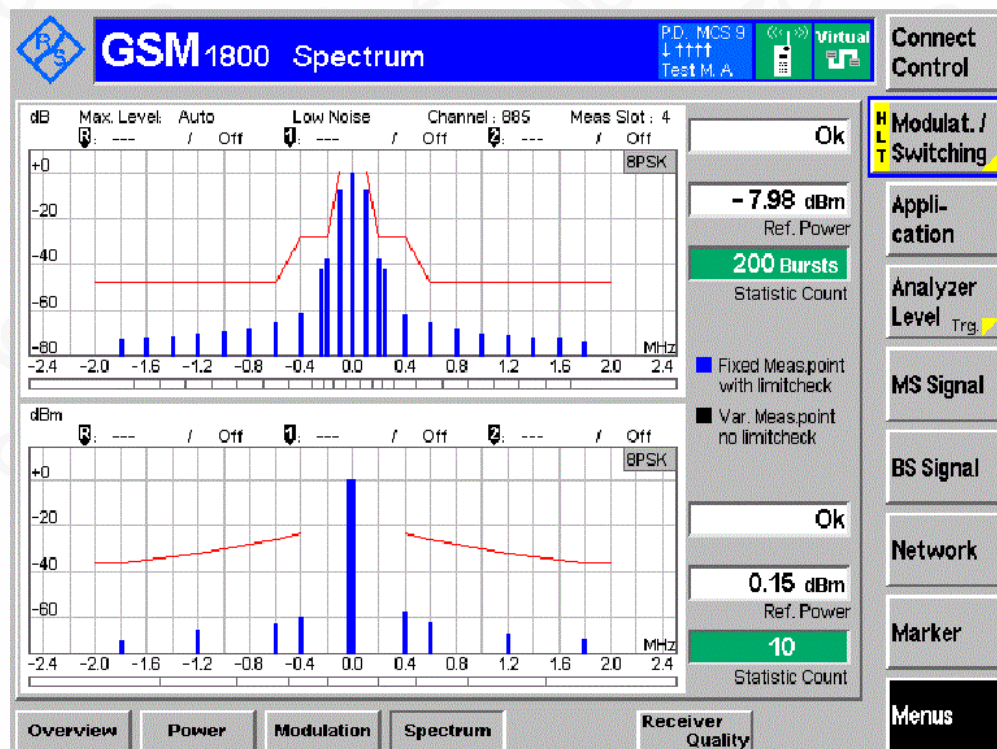 R/S
GSM 1800 Spectrum
P.D. MCS 9
↓ ↑↑↑↑
Test M. A
Virtual
Connect
Control
dB Max. Level: Auto Low Noise Channel : 885 Meas Slot : 4
R: --- / Off 1: --- / Off 2: --- / Off
8PSK
+0
-20
-40
-60
-80
MHz
-2.4 -2.0 -1.6 -1.2 -0.8 -0.4 0.0 0.4 0.8 1.2 1.6 2.0 2.4
Ok
-7.98 dBm
Ref. Power
200 Bursts
Statistic Count
Fixed Meas.point
with limitcheck
Var. Meas.point
no limitcheck
dBm
R: --- / Off 1: --- / Off 2: --- / Off
8PSK
+0
-20
-40
-60
MHz
-2.4 -2.0 -1.6 -1.2 -0.8 -0.4 0.0 0.4 0.8 1.2 1.6 2.0 2.4
Ok
0.15 dBm
Ref. Power
10
Statistic Count
HLT
Modulat. /
Switching
Appli-
cation
Analyzer
Level Trg.
MS Signal
BS Signal
Network
Marker
Menus
Overview
Power
Modulation
Spectrum
Receiver
Quality